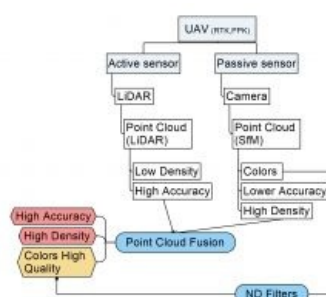 UAV (RTK,PPK)
Active sensor
Passive sensor
LiDAR
Camera
Point Cloud
(LiDAR)
Point Cloud
(SfM)
Low Density
High Accuracy
Colors
Lower Accuracy
High Density
High Accuracy
High Density
Colors High
Quality
Point Cloud Fusion
ND Filters